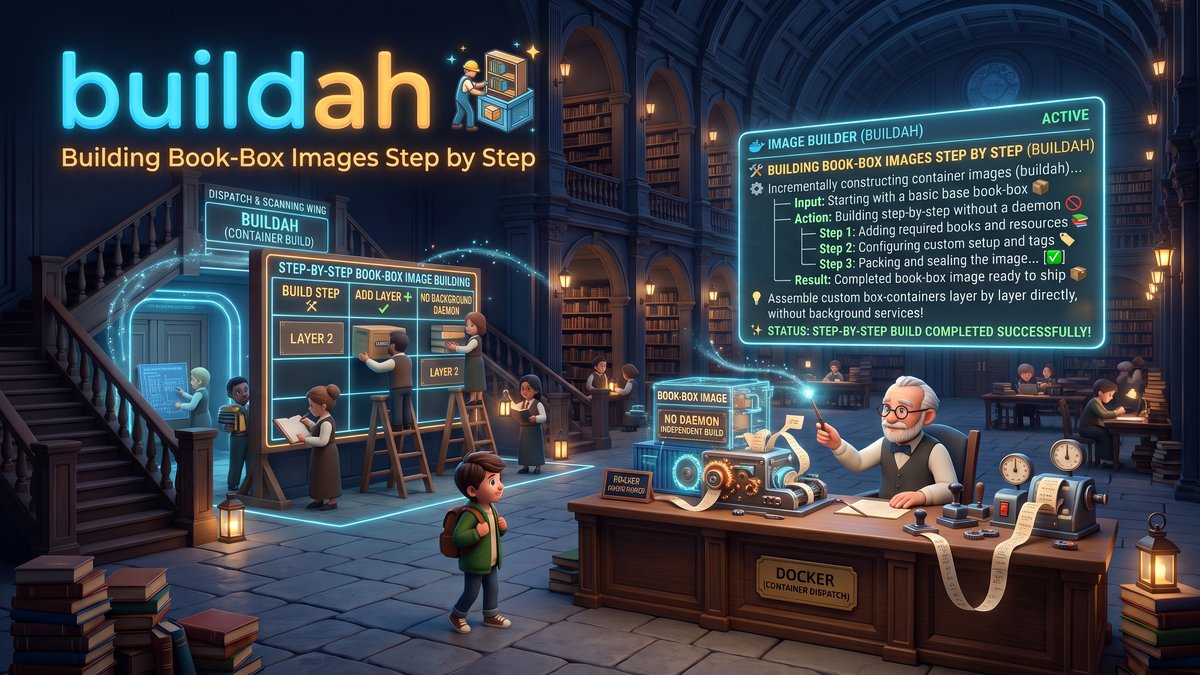 buildah
Building Book-Box Images Step by Step
DISPATCH & SCANNING WING
BUILDAH
(CONTAINER BUILD)
STEP-BY-STEP BOOK-BOX IMAGE BUILDING
BUILD STEP
ADD LAYER +
NO BACKGROUND
DAEMON
LAYER 2
LAYER 2
IMAGE BUILDER (BUILDAH)
ACTIVE
BUILDING BOOK-BOX IMAGES STEP BY STEP (BUILDAH)
Incrementally constructing container images (buildah)...
Input: Starting with a basic base book-box
Action: Building step-by-step without a daemon
Step 1: Adding required books and resources
Step 2: Configuring custom setup and tags
Step 3: Packing and sealing the image... [✅]
Result: Completed book-box image ready to ship
Assemble custom box-containers layer by layer directly,
without background services!
STATUS: STEP-BY-STEP BUILD COMPLETED SUCCESSFULLY!
BOOK-BOX IMAGE
NO DAEMON
INDEPENDENT BUILD
DOCKER
(CONTAINER DISPATCH)